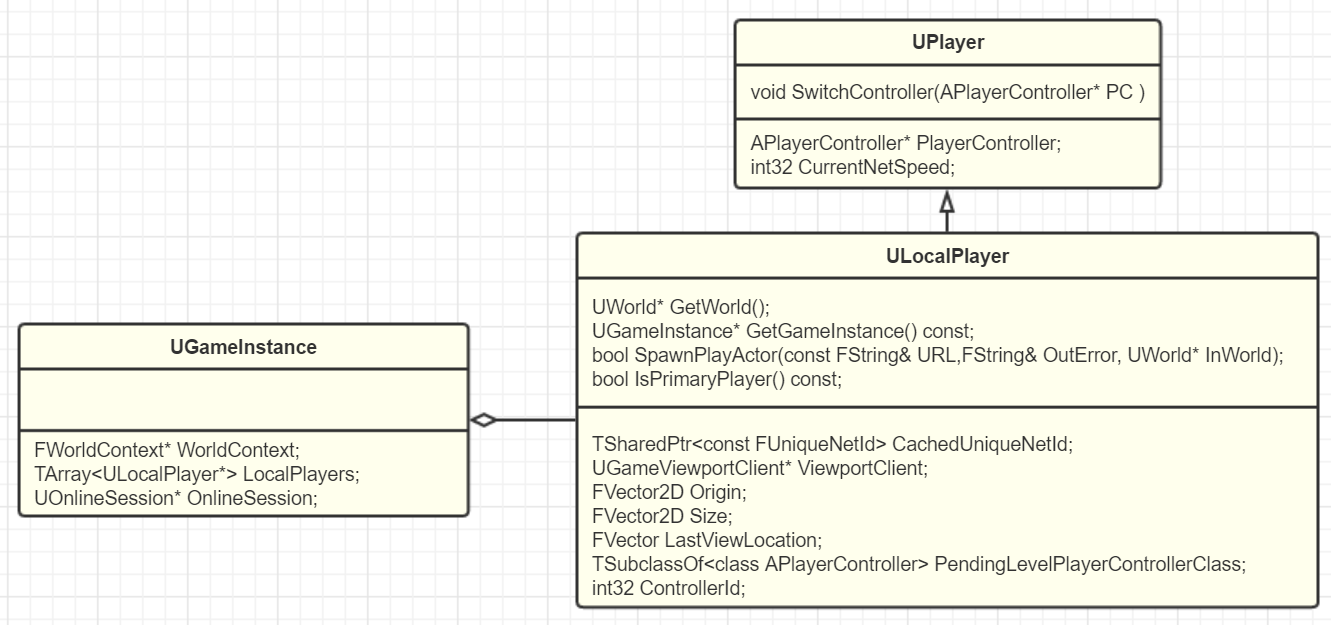 UPlayer
void SwitchController(APlayerController* PC )
APlayerController* PlayerController;
int32 CurrentNetSpeed;
ULocalPlayer
UWorld* GetWorld();
UGameInstance* GetGameInstance() const;
bool SpawnPlayActor(const FString& URL,FString& OutError, UWorld* InWorld);
bool IsPrimaryPlayer() const;
TSharedPtr<const FUniqueNetId> CachedUniqueNetId;
UGameViewportClient* ViewportClient;
FVector2D Origin;
FVector2D Size;
FVector LastViewLocation;
TSubclassOf<class APlayerController> PendingLevelPlayerControllerClass;
int32 ControllerId;
UGameInstance
FWorldContext* WorldContext;
TArray<ULocalPlayer*> LocalPlayers;
UOnlineSession* OnlineSession;